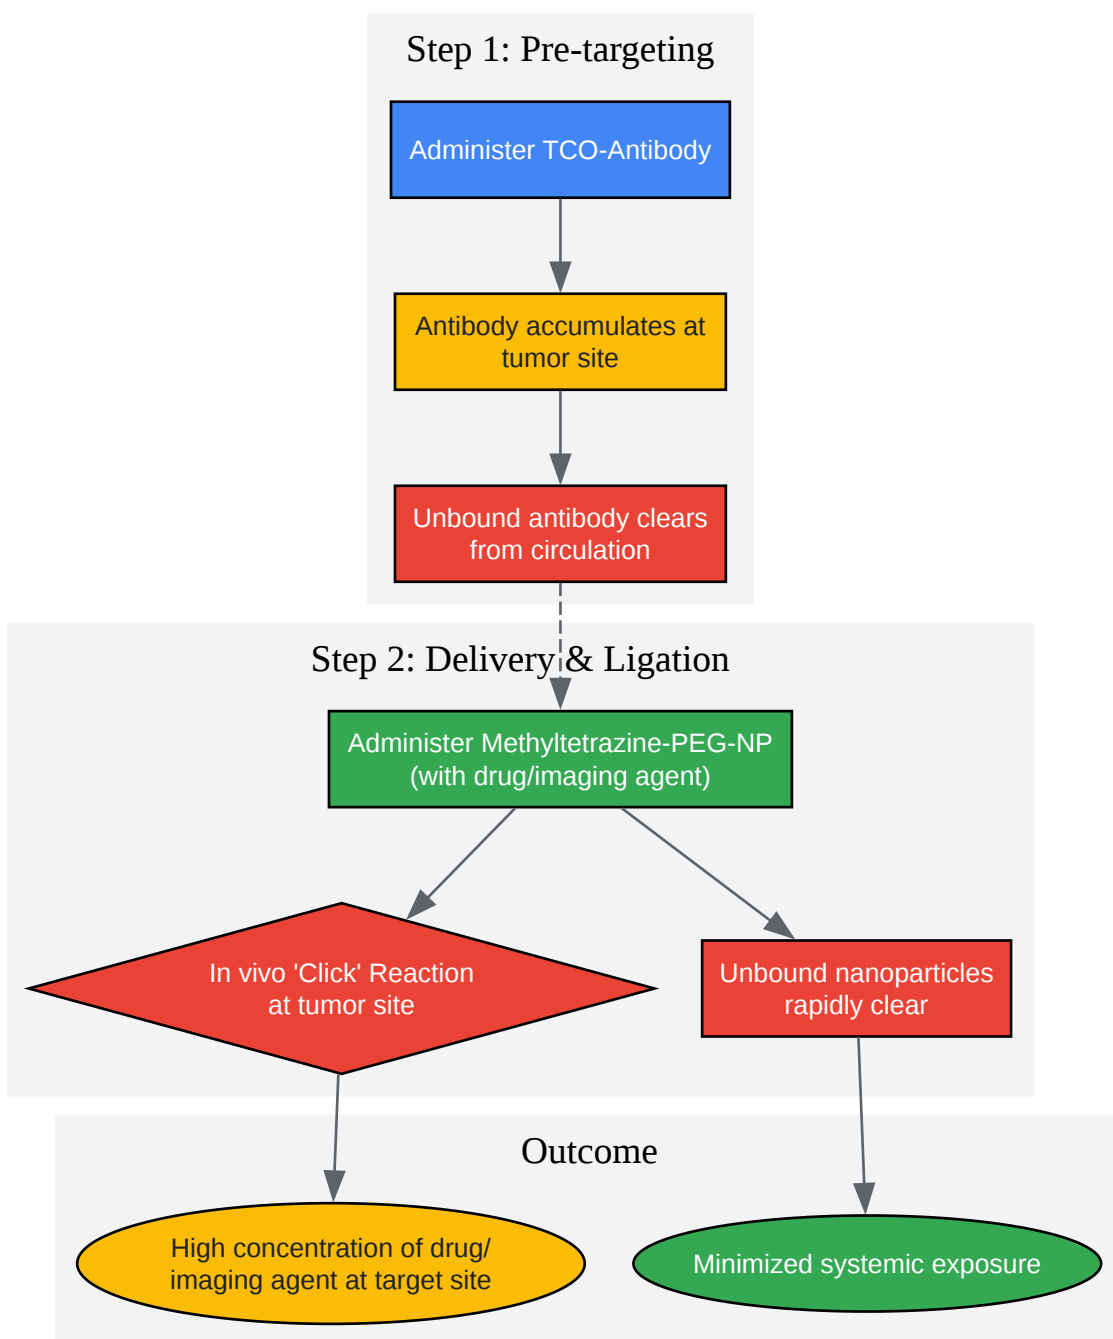 Step 1: Pre-targeting
Administer TCO-Antibody
Antibody accumulates at
tumor site
Unbound antibody clears
from circulation
Step 2: Delivery & Ligation
Administer Methyltetrazine-PEG-NP
(with drug/imaging agent)
In vivo 'Click' Reaction
at tumor site
Unbound nanoparticles
rapidly clear
Outcome
High concentration of drug/
imaging agent at target site
Minimized systemic exposure